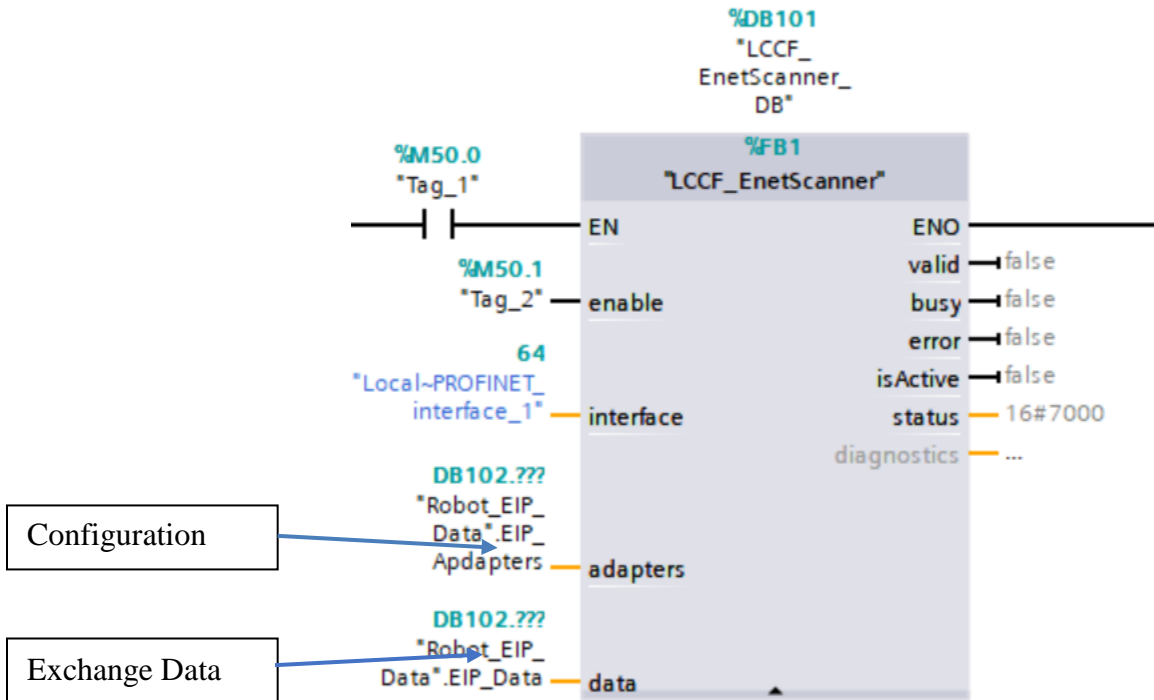 %DB101
"LCCF_
EnetScanner_
DB"
%FB1
"LCCF_EnetScanner"
%M50.0
"Tag_1"
EN
ENO
valid
false
%M50.1
"Tag_2"
enable
busy
false
error
false
64
"Local~PROFINET_
interface_1"
interface
isActive
false
status
16#7000
diagnostics
...
DB102.???
"Robot_EIP_
Data".EIP_
Apdapters
adapters
Configuration
DB102.???
"Robot_EIP_
Data".EIP_Data
data
Exchange Data